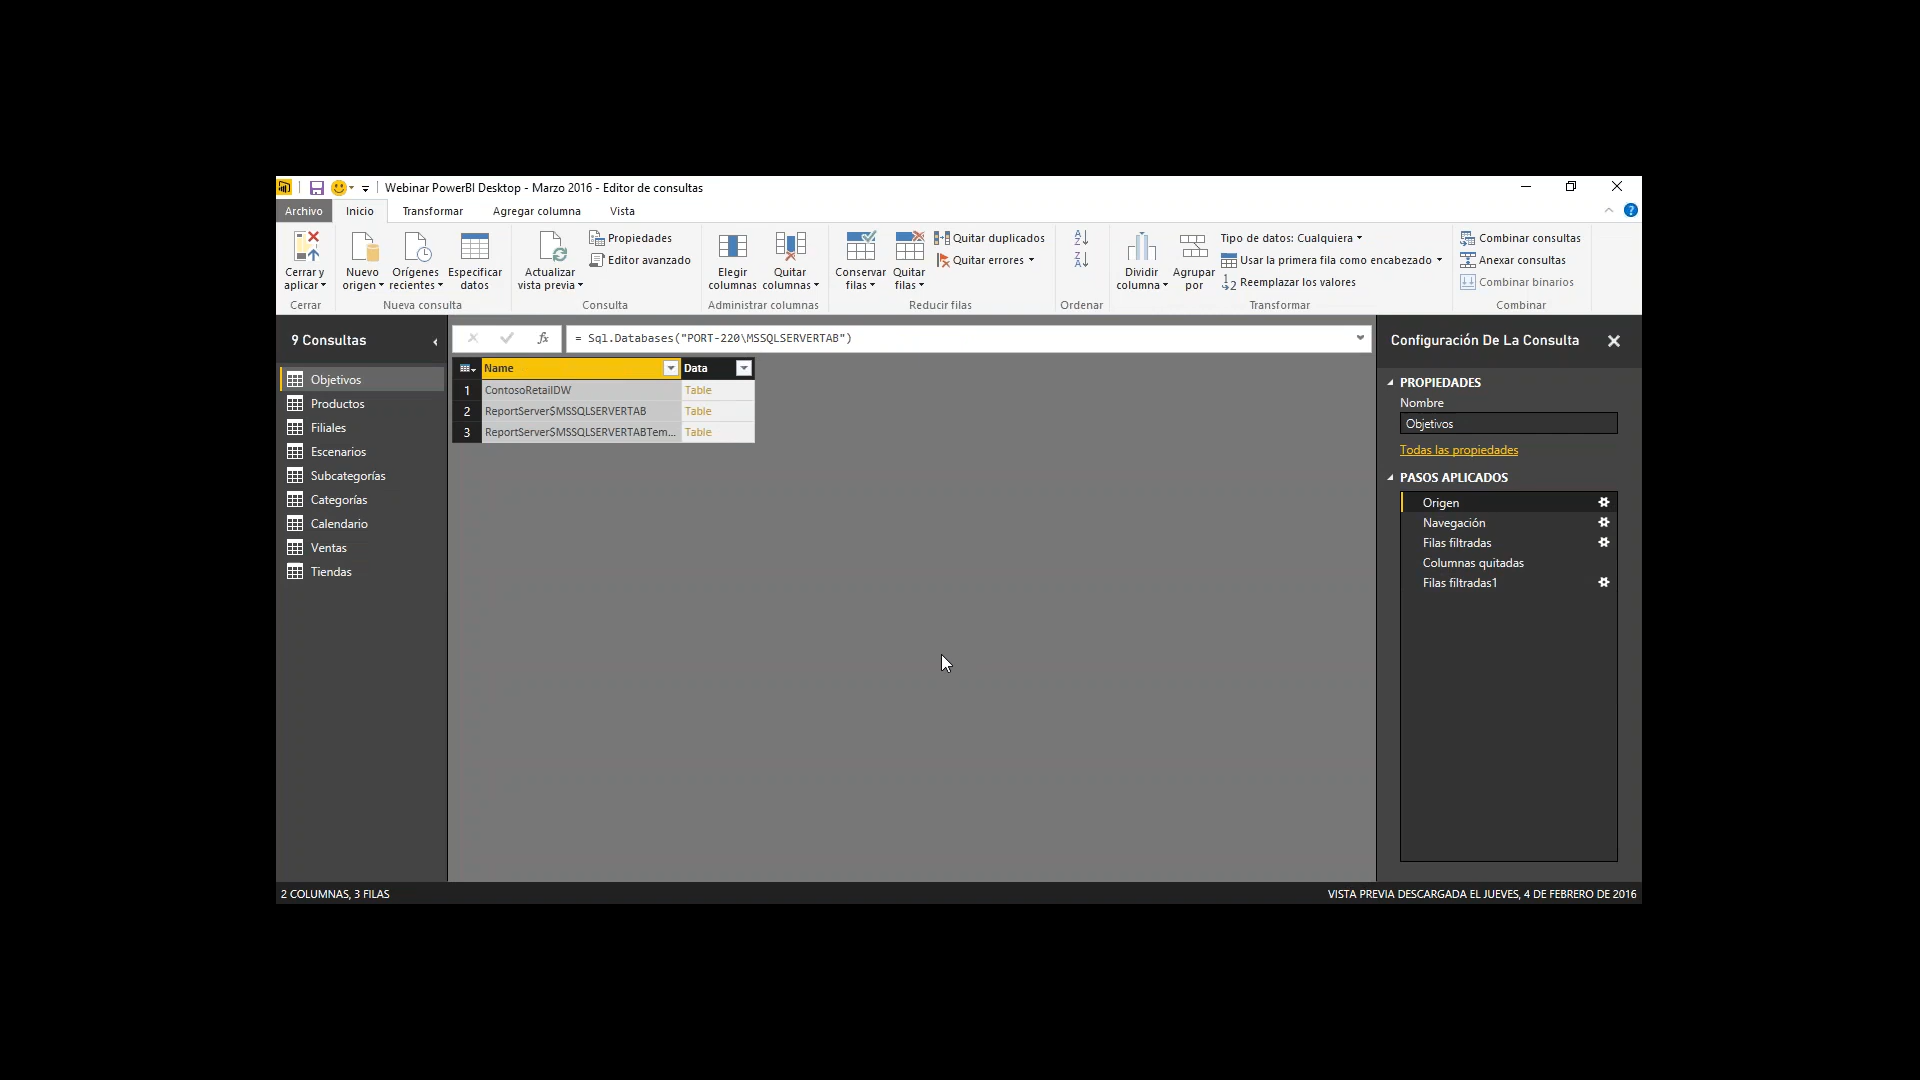 Webinar PowerBI Desktop - Marzo 2016 - Editor de consultas
Archivo Inicio Transformar Agregar columna Vista
Cerrar y aplicar
Nuevo origen
Orígenes recientes
Especificar datos
Actualizar vista previa
Propiedades
Editor avanzado
Elegir columnas
Quitar columnas
Conservar filas
Quitar filas
Quitar duplicados
Quitar errores
Dividir columna
Agrupar por
Tipo de datos: Cualquiera
Usar la primera fila como encabezado
Reemplazar los valores
Combinar consultas
Anexar consultas
Combinar binarios
Cerrar Nueva consulta Consulta Administrar columnas Reducir filas Ordenar Transformar Combinar
9 Consultas
Objetivos
Productos
Filiales
Escenarios
Subcategorías
Categorías
Calendario
Ventas
Tiendas
fx = Sql.Databases("PORT-220\MSSQLSERVERTAB")
Name Data
1 ContosoRetailDW Table
2 ReportServer$MSSQLSERVERTAB Table
3 ReportServer$MSSQLSERVERTABTem... Table
Configuración De La Consulta
PROPIEDADES
Nombre
Objetivos
Todas las propiedades
PASOS APLICADOS
Origen
Navegación
Filas filtradas
Columnas quitadas
Filas filtradas1
2 COLUMNAS, 3 FILAS
VISTA PREVIA DESCARGADA EL JUEVES, 4 DE FEBRERO DE 2016